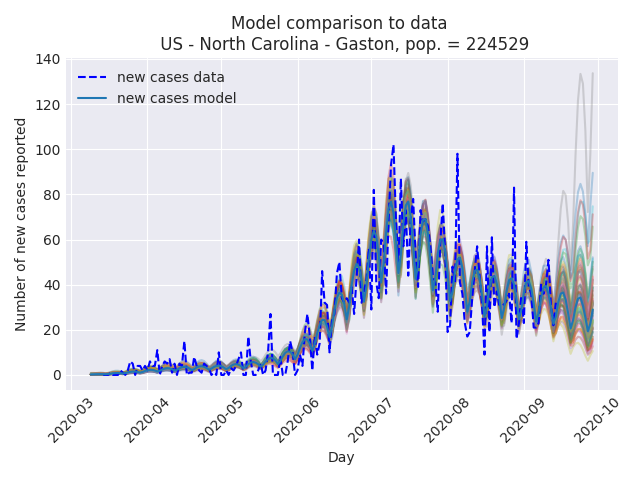 Model comparison to data
US - North Carolina - Gaston, pop. = 224529
new cases data
new cases model
Number of new cases reported
140
120
100
80
60
40
20
0
2020-03
2020-04
2020-05
2020-06
2020-07
2020-08
2020-09
2020-10
Day